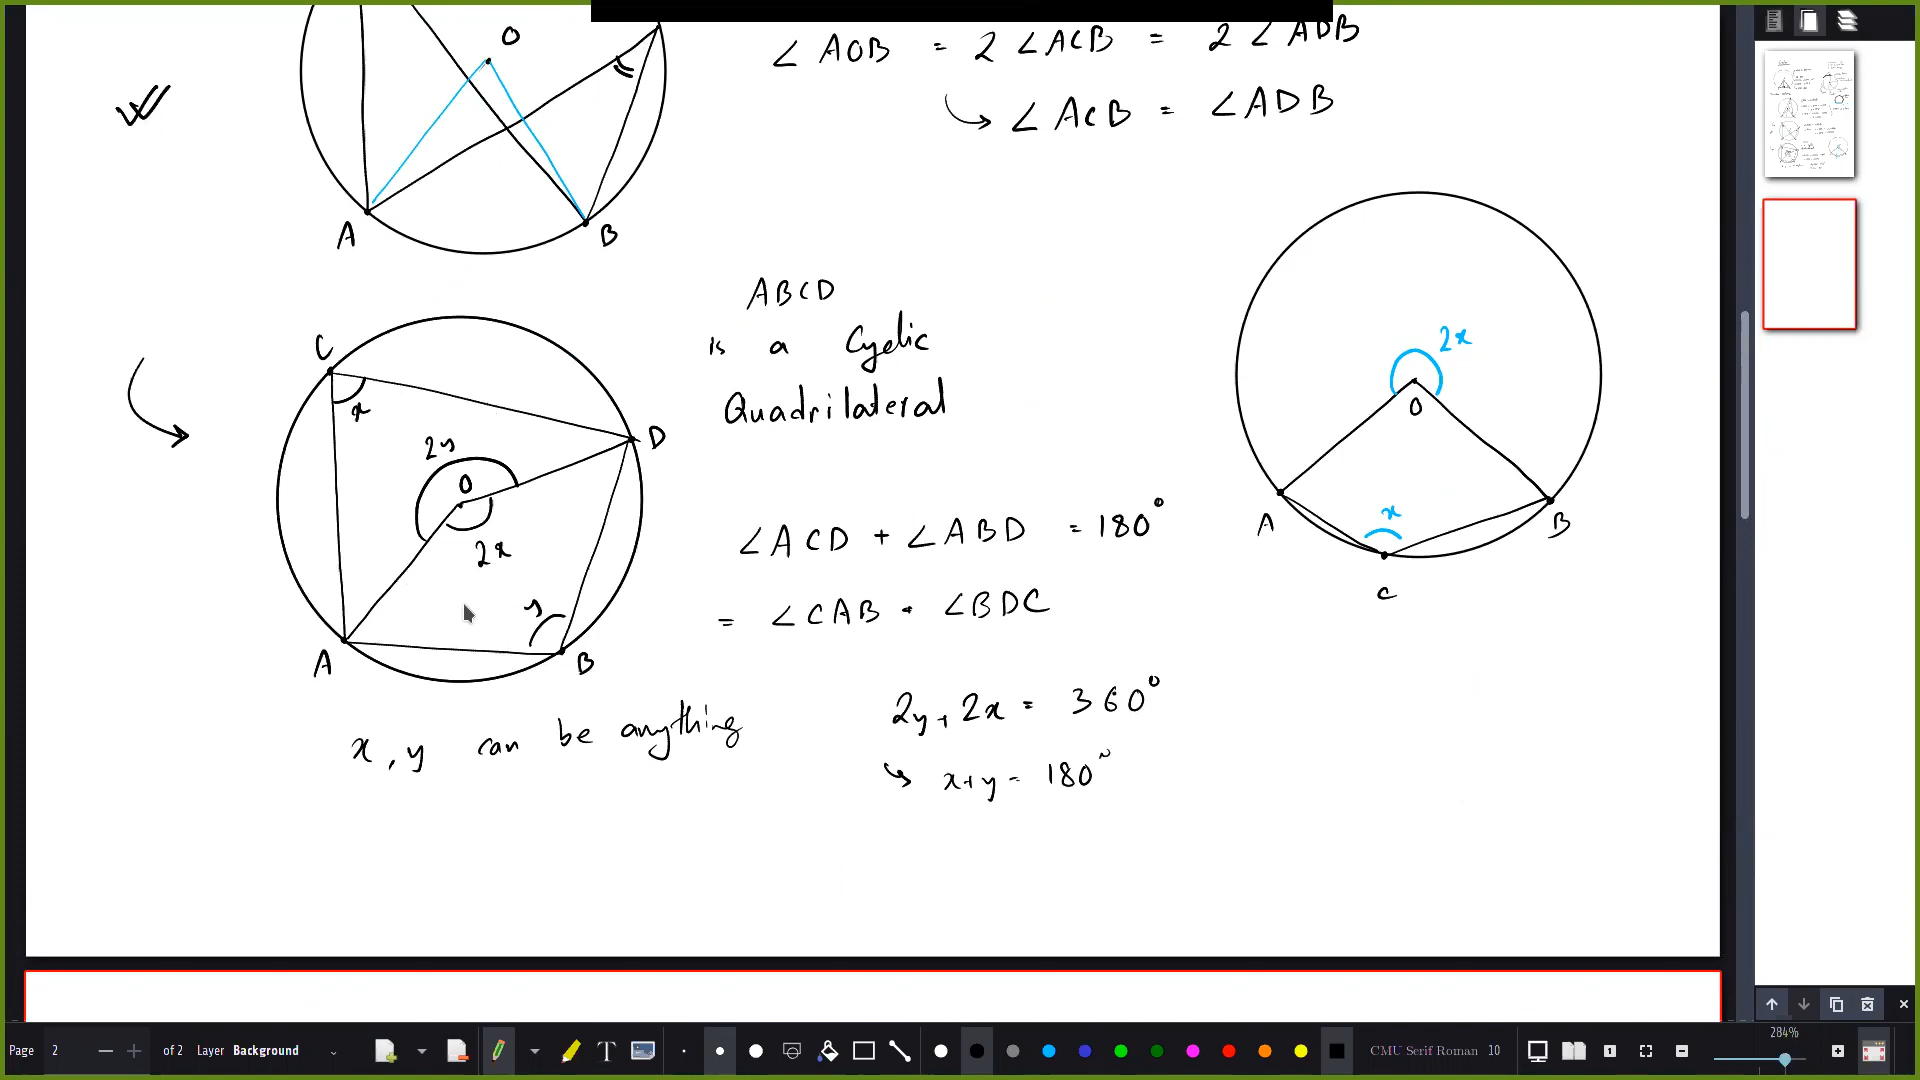 O
∠ AOB = 2 ∠ ACB = 2 ∠ ADB
↳ ∠ ACB = ∠ ADB
A
B
ABCD
is a Cyclic
Quadrilateral
C
x
D
2y
O
2x
y
A
B
∠ACD + ∠ABD = 180°
= ∠CAB + ∠BDC
x, y can be anything
2y + 2x = 360°
↳ x+y = 180°
2x
O
A
x
B
C
284%
Page 2 of 2 Layer Background
CMU Serif Roman 10